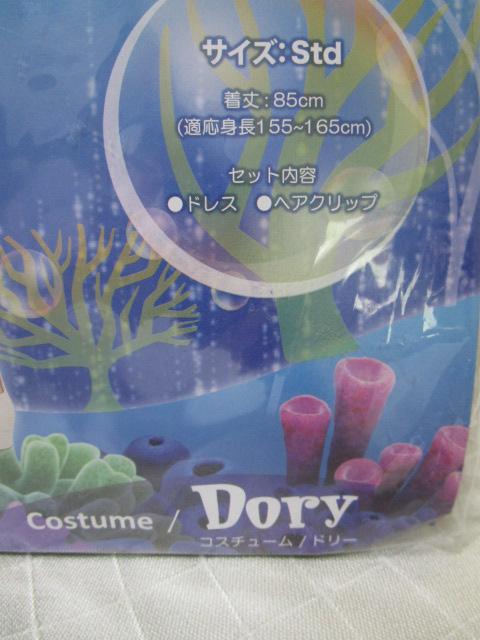 サイズ:Std
着丈:85cm
(適応身長155~165cm)
セット内容
●ドレス ●ヘアクリップ
Costume / Dory
コスチューム/ドリー